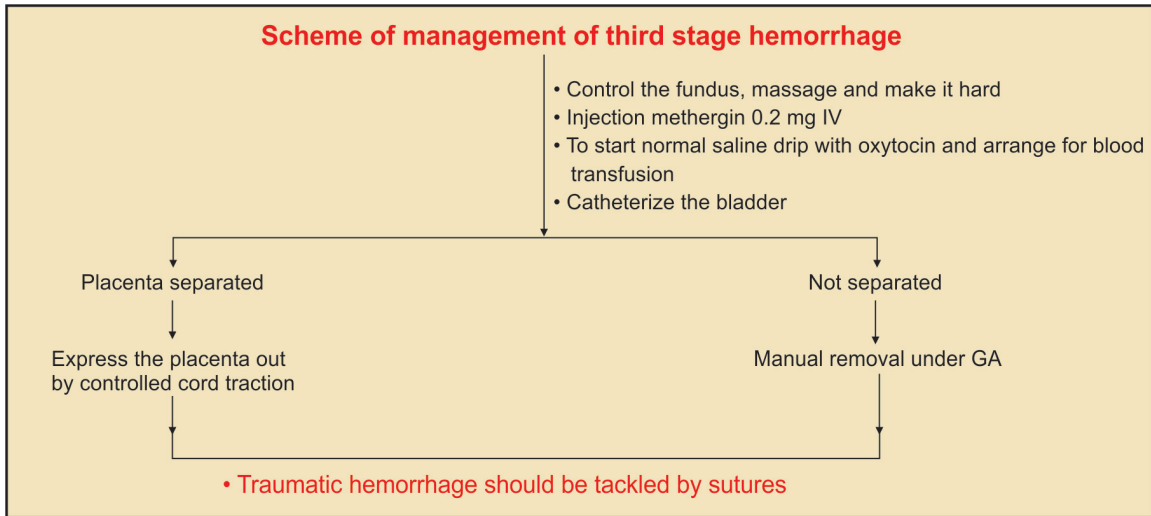 Scheme of management of third stage hemorrhage
• Control the fundus, massage and make it hard
• Injection methergin 0.2 mg IV
• To start normal saline drip with oxytocin and arrange for blood
transfusion
• Catheterize the bladder
Placenta separated
Not separated
Express the placenta out
by controlled cord traction
Manual removal under GA
• Traumatic hemorrhage should be tackled by sutures